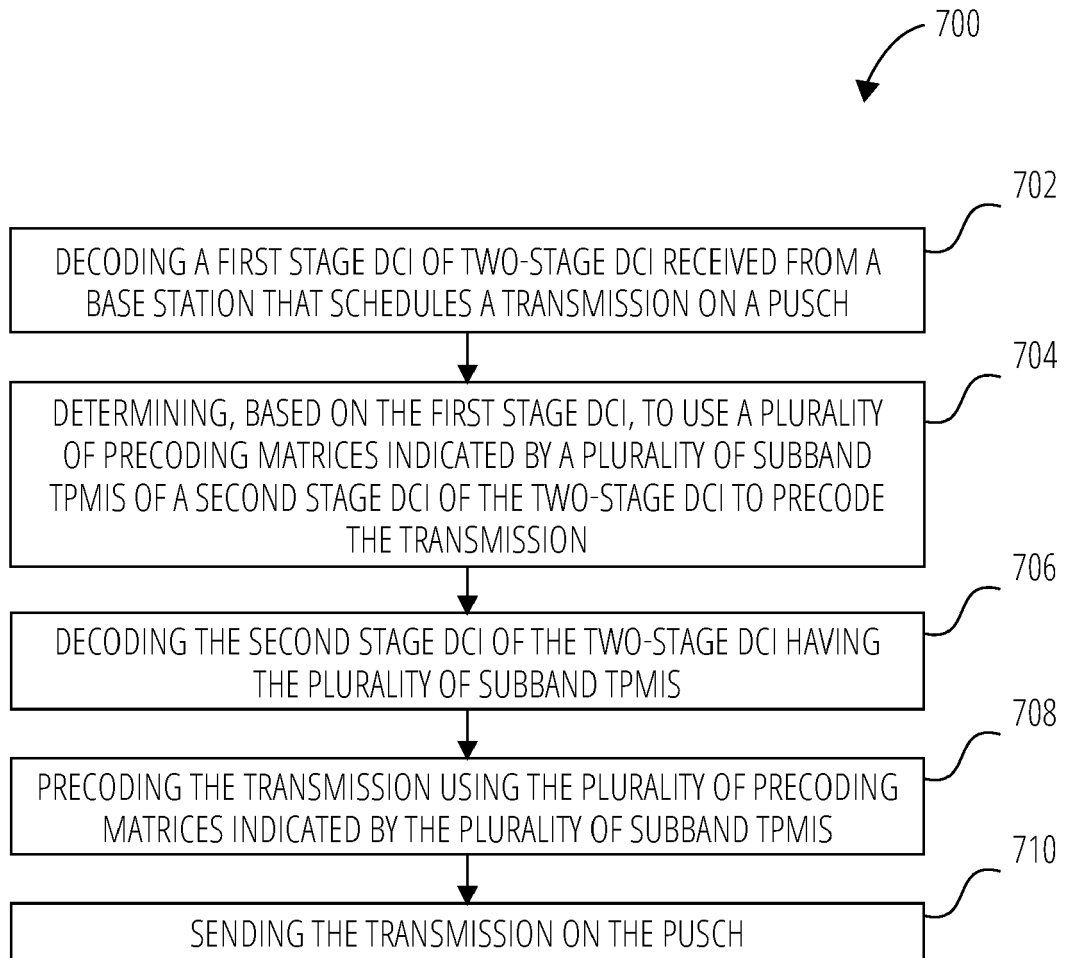 700
702
DECODING A FIRST STAGE DCI OF TWO-STAGE DCI RECEIVED FROM A
BASE STATION THAT SCHEDULES A TRANSMISSION ON A PUSCH
704
DETERMINING, BASED ON THE FIRST STAGE DCI, TO USE A PLURALITY
OF PRECODING MATRICES INDICATED BY A PLURALITY OF SUBBAND
TPMIS OF A SECOND STAGE DCI OF THE TWO-STAGE DCI TO PRECODE
THE TRANSMISSION
706
DECODING THE SECOND STAGE DCI OF THE TWO-STAGE DCI HAVING
THE PLURALITY OF SUBBAND TPMIS
708
PRECODING THE TRANSMISSION USING THE PLURALITY OF PRECODING
MATRICES INDICATED BY THE PLURALITY OF SUBBAND TPMIS
710
SENDING THE TRANSMISSION ON THE PUSCH